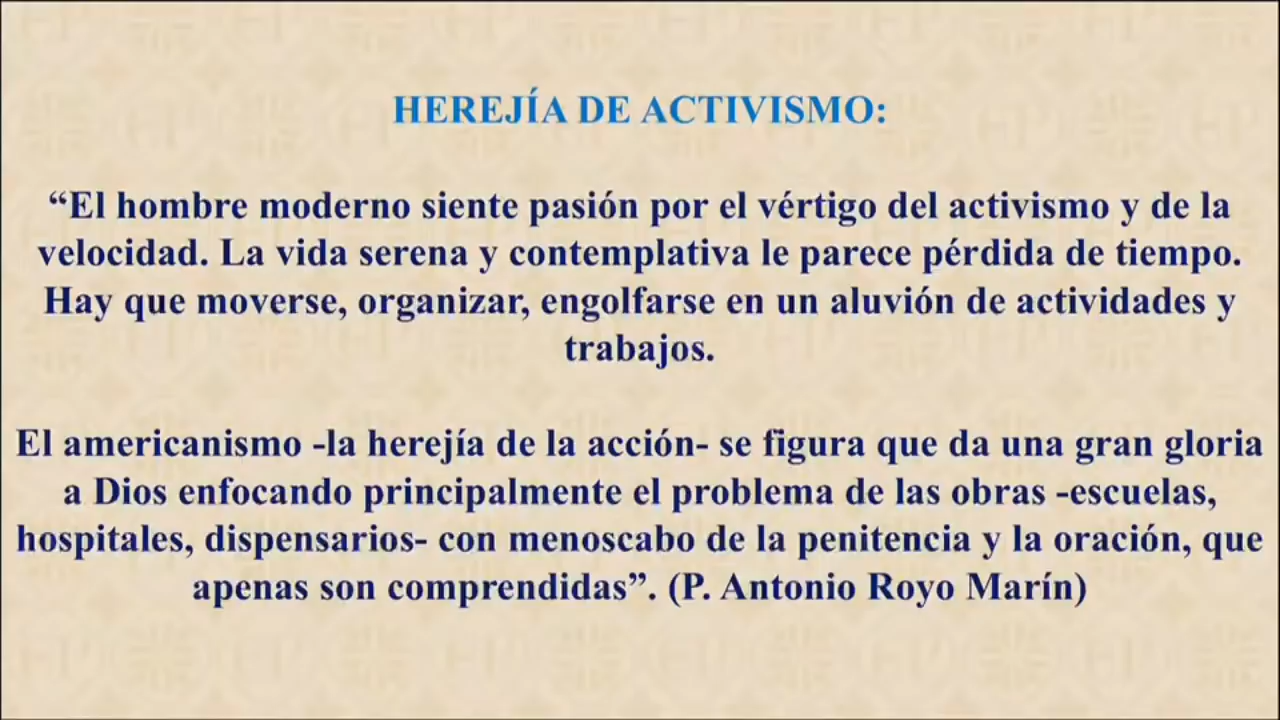 HEREJÍA DE ACTIVISMO:
“El hombre moderno siente pasión por el vértigo del activismo y de la
velocidad. La vida serena y contemplativa le parece pérdida de tiempo.
Hay que moverse, organizar, engolfarse en un aluvión de actividades y
trabajos.
El americanismo -la herejía de la acción- se figura que da una gran gloria
a Dios enfocando principalmente el problema de las obras -escuelas,
hospitales, dispensarios- con menoscabo de la penitencia y la oración, que
apenas son comprendidas”. (P. Antonio Royo Marín)